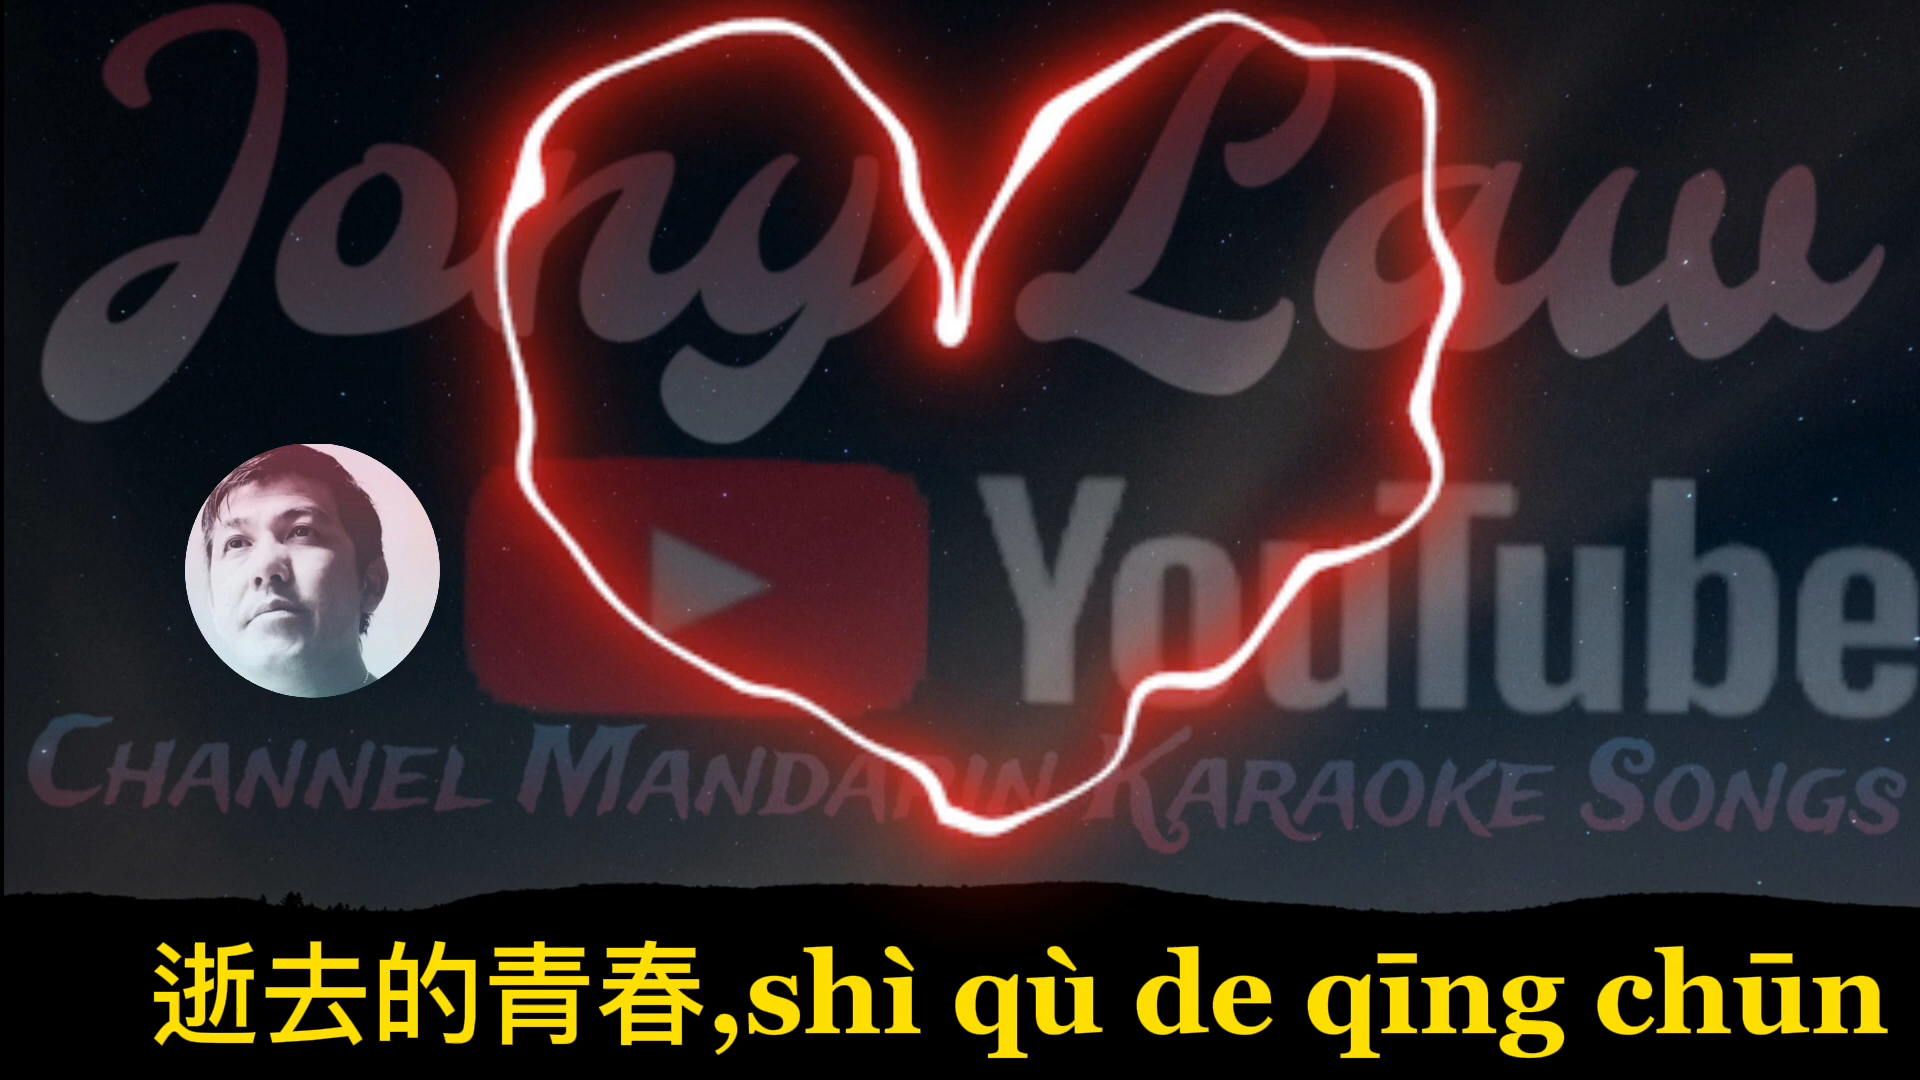 Jony Law
YouTube
Channel Mandarin Karaoke Songs
逝去的青春,shì qù de qīng chūn